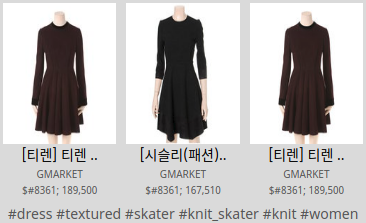 [티렌] 티렌 ..
[시슬리(패션)..
[티렌] 티렌 ..
GMARKET
GMARKET
GMARKET
$#8361; 189,500
$#8361; 167,510
$#8361; 189,500
#dress #textured #skater #knit_skater #knit #women